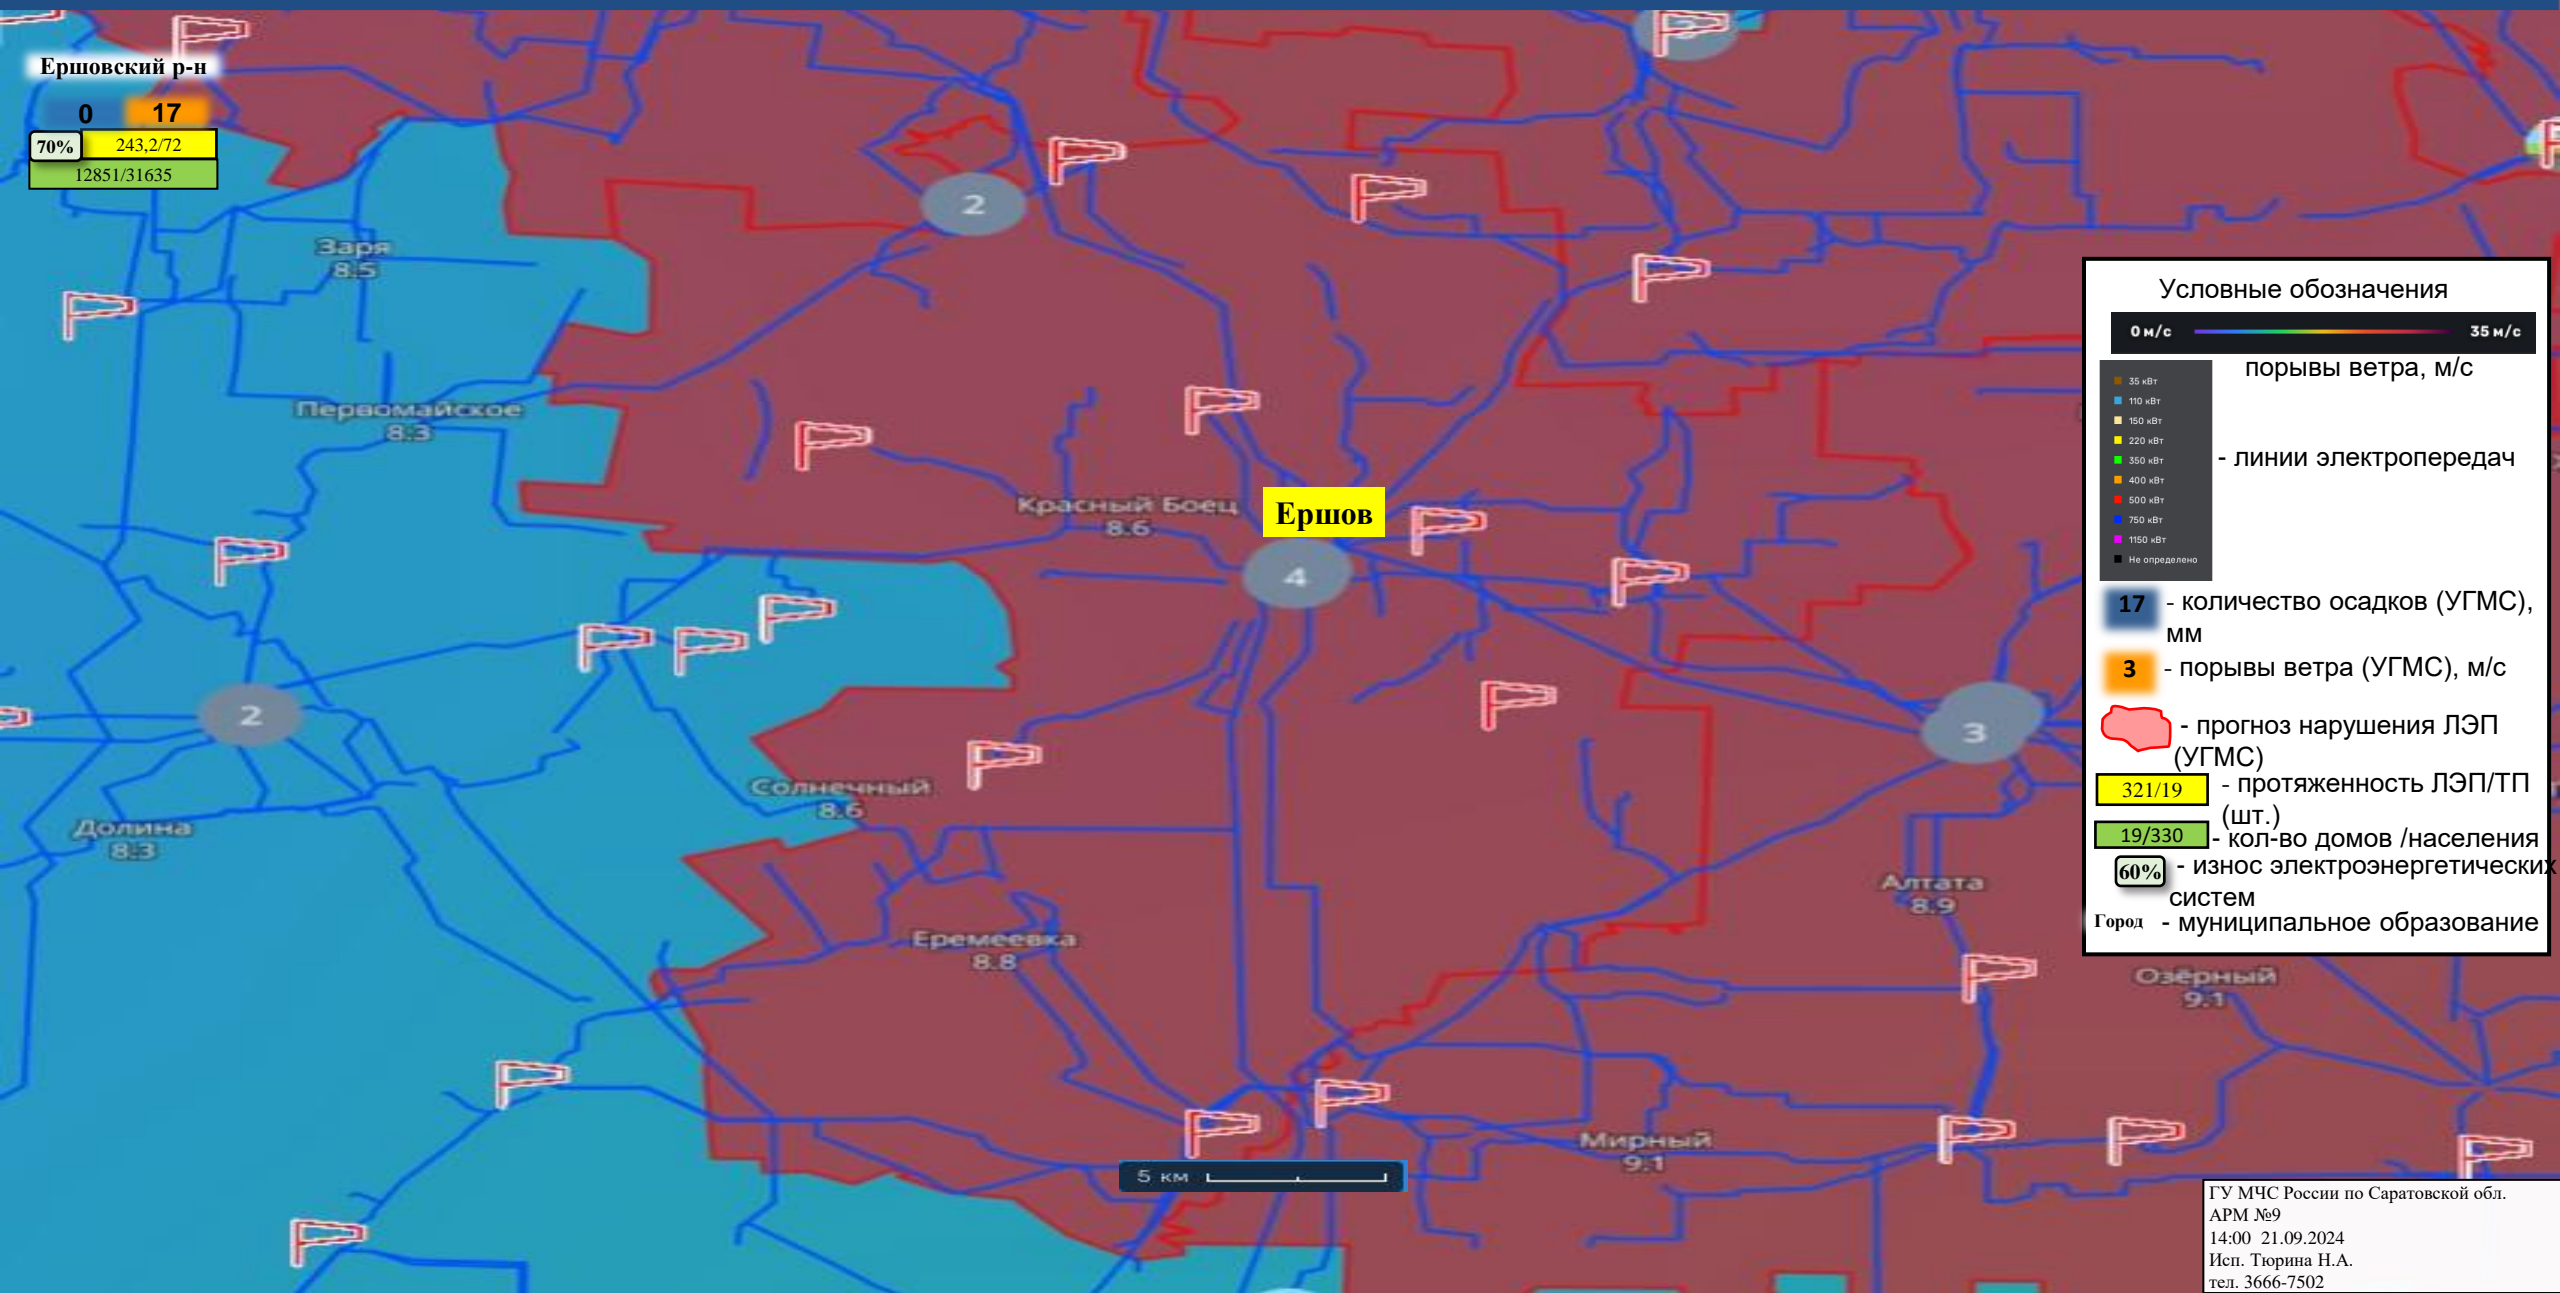 Ершовский р-н
0 17
70% 243,2/72
12851/31635
2
2
Заря
8.5
Первомайское
8.3
Красный Боец
8.6
Ершов
4
2
3
Солнечный
8.6
Долина
8.3
Еремеевка
8.8
Алтата
8.9
Озёрный
9.1
Мирный
9.1
5 км
Условные обозначения
0 м/с 35 м/с
порывы ветра, м/с
35 кВт
110 кВт
150 кВт
220 кВт
350 кВт
400 кВт
500 кВт
750 кВт
1150 кВт
Не определено
- линии электропередач
17 - количество осадков (УГМС),
мм
3 - порывы ветра (УГМС), м/с
- прогноз нарушения ЛЭП
(УГМС)
321/19 - протяженность ЛЭП/ТП
(шт.)
19/330 - кол-во домов /населения
60% - износ электроэнергетических
систем
Город - муниципальное образование
ГУ МЧС России по Саратовской обл.
АРМ №9
14:00 21.09.2024
Исп. Тюрина Н.А.
тел. 3666-7502